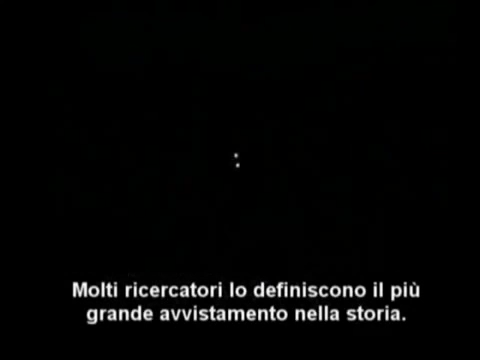 Molti ricercatori lo definiscono il più
grande avvistamento nella storia.